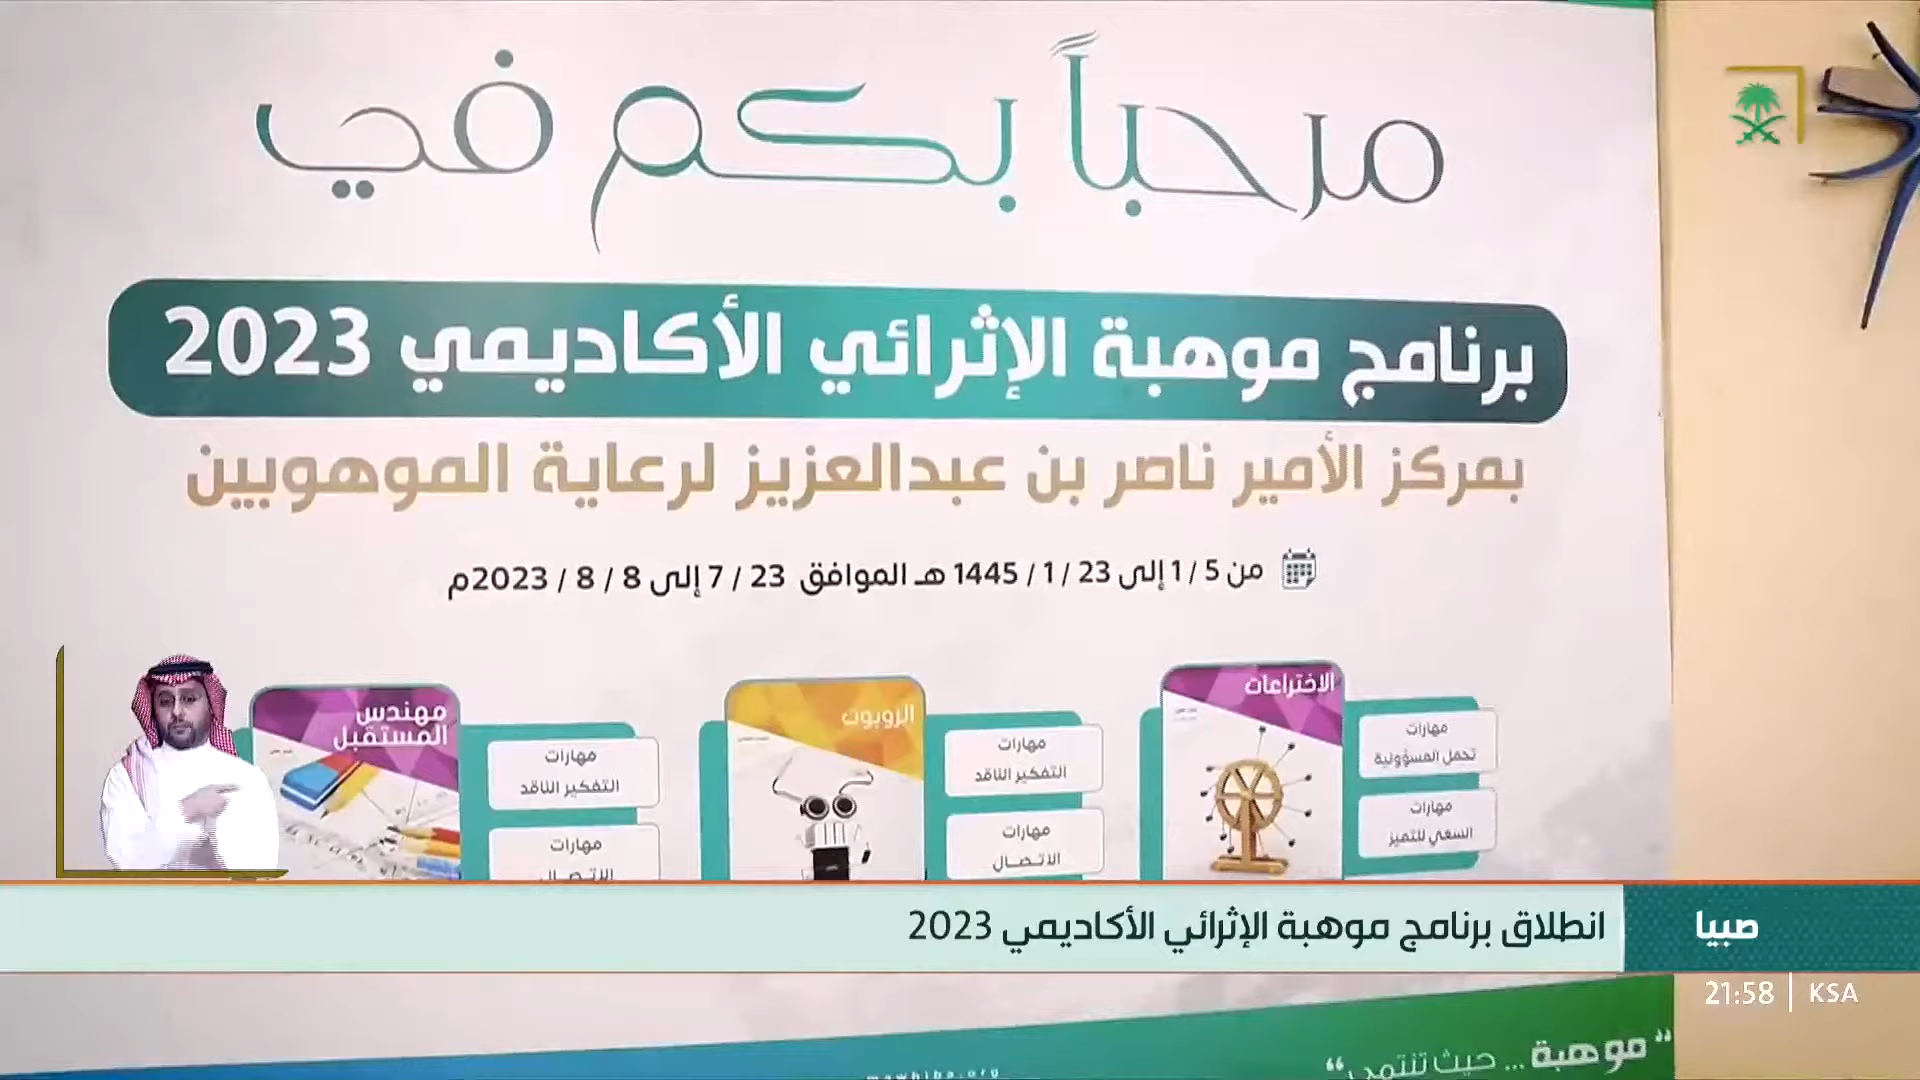 مرحباً بكم في
برنامج موهبة الإثرائي الأكاديمي 2023
بمركز الأمير ناصر بن عبدالعزيز لرعاية الموهوبين
من 5 / 1 إلى 23 / 1 / 1445 هـ الموافق 23 / 7 إلى 8 / 8 / 2023م
الاختراعات
مهارات
تحمل المسؤولية
مهارات
السعي للتميز
الروبوت
مهارات
التفكير الناقد
مهارات
الاتصال
مهندس
المستقبل
مهارات
التفكير الناقد
مهارات
الاتصال
صبيا
انطلاق برنامج موهبة الإثرائي الأكاديمي 2023
21:58 | KSA
"موهبة ... حيث تنتمي"
mawhiba.org